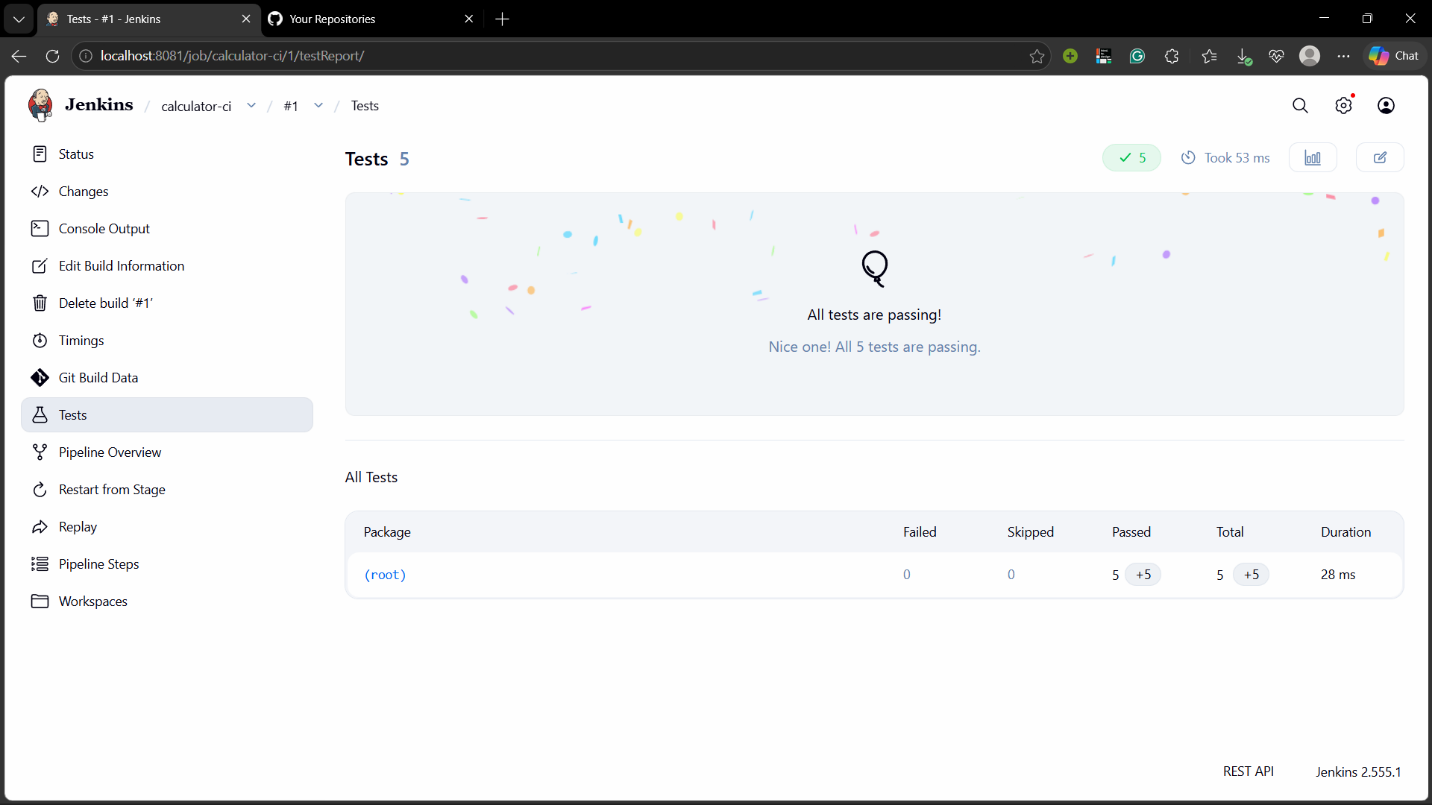 Tests - #1 - Jenkins
Your Repositories
localhost:8081/job/calculator-ci/1/testReport/
Chat
Jenkins / calculator-ci / #1 / Tests
Status
Changes
Console Output
Edit Build Information
Delete build ‘#1’
Timings
Git Build Data
Tests
Pipeline Overview
Restart from Stage
Replay
Pipeline Steps
Workspaces
Tests 5
5
Took 53 ms
All tests are passing!
Nice one! All 5 tests are passing.
All Tests
Package Failed Skipped Passed Total Duration
(root) 0 0 5 +5 5 +5 28 ms
REST API Jenkins 2.555.1